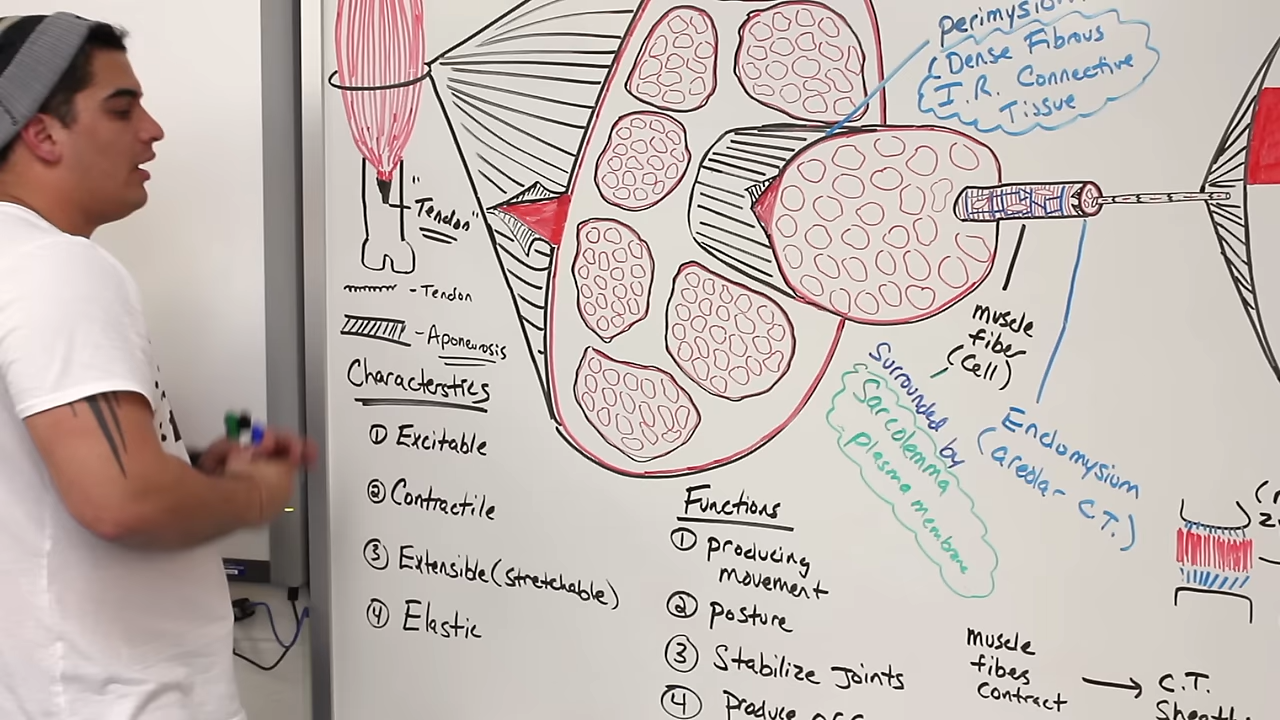 perimysium
(Dense Fibrous
I.R. Connective
Tissue
"Tendon"
- Tendon
- Aponeurosis
Characterstics
① Excitable
② Contractile
③ Extensible (stretchable)
④ Elastic
muscle
fiber
(Cell)
Surrounded by
Sarcolemma
plasma membrane
Endomysium
(areolar C.T.)
Functions
① producing
movement
② posture
③ Stabilize joints
④ Produce
muscle
fibers
contract
C.T.